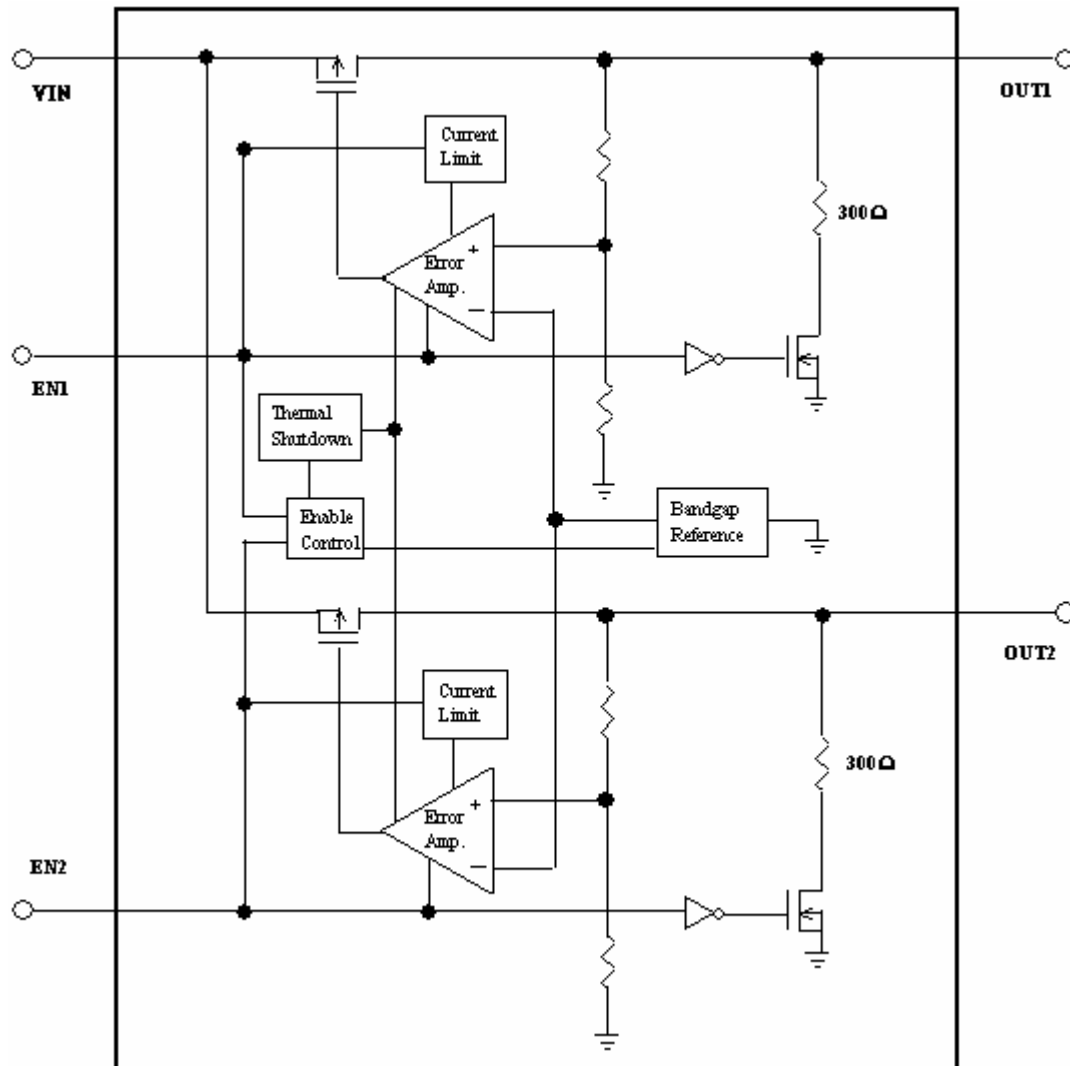 VIN
OUT1
Current
Limit
300Ω
+
Error
Amp.
−
EN1
Thermal
Shutdown
Enable
Control
Bandgap
Reference
OUT2
Current
Limit
300Ω
+
Error
Amp.
−
EN2